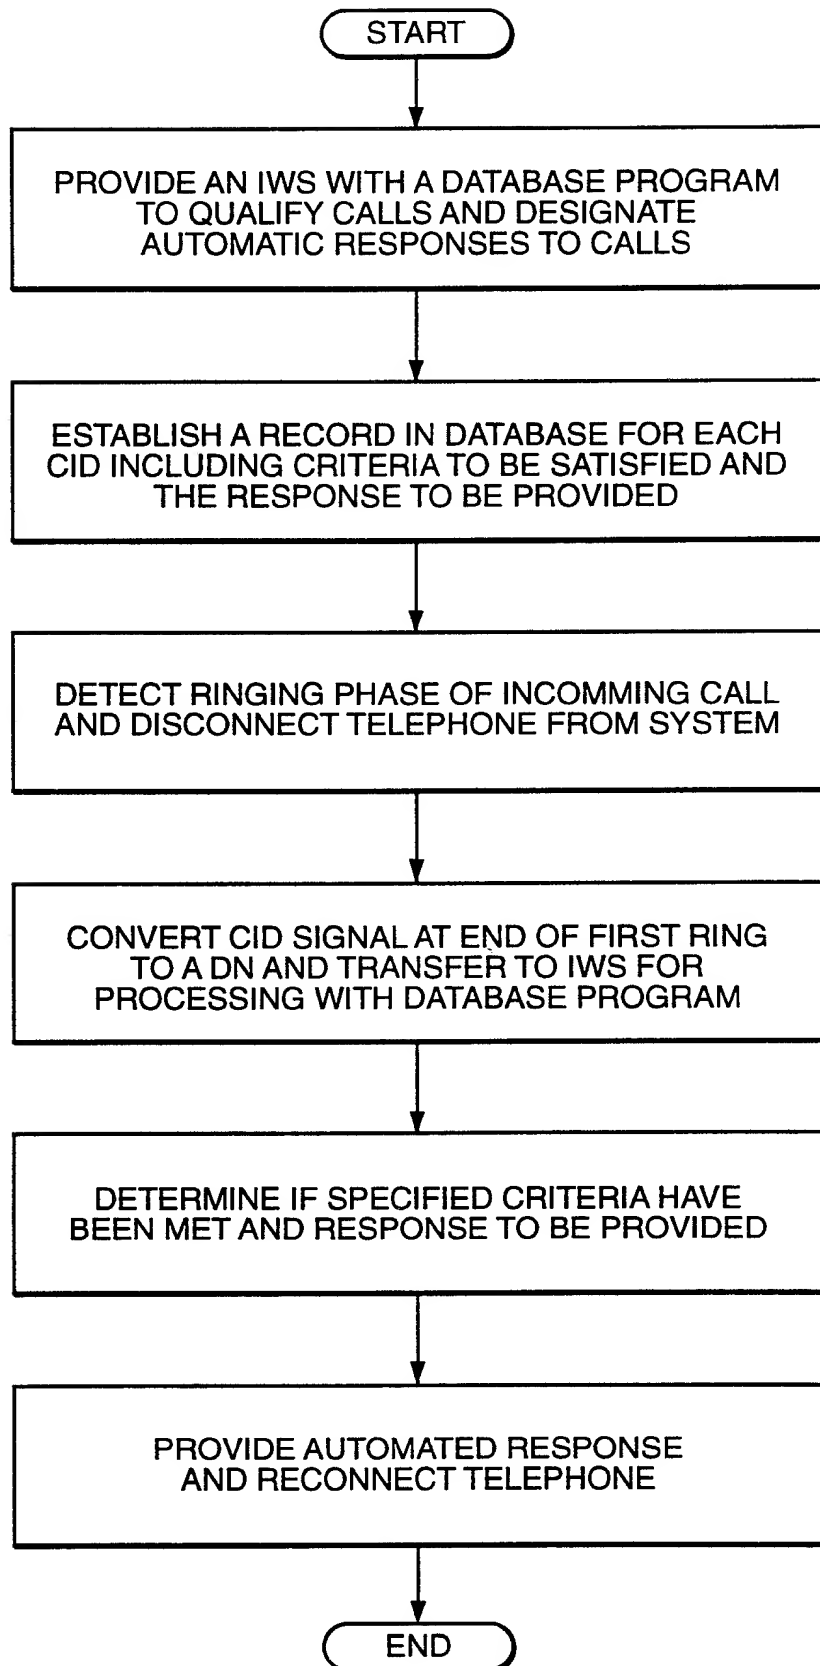 START
PROVIDE AN IWS WITH A DATABASE PROGRAM
TO QUALIFY CALLS AND DESIGNATE
AUTOMATIC RESPONSES TO CALLS
ESTABLISH A RECORD IN DATABASE FOR EACH
CID INCLUDING CRITERIA TO BE SATISFIED AND
THE RESPONSE TO BE PROVIDED
DETECT RINGING PHASE OF INCOMMING CALL
AND DISCONNECT TELEPHONE FROM SYSTEM
CONVERT CID SIGNAL AT END OF FIRST RING
TO A DN AND TRANSFER TO IWS FOR
PROCESSING WITH DATABASE PROGRAM
DETERMINE IF SPECIFIED CRITERIA HAVE
BEEN MET AND RESPONSE TO BE PROVIDED
PROVIDE AUTOMATED RESPONSE
AND RECONNECT TELEPHONE
END